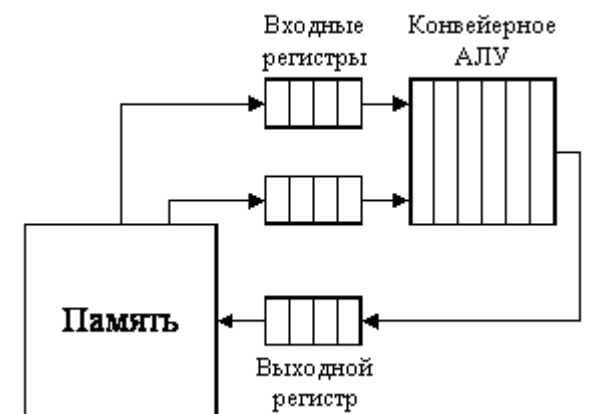 Входные
регистры
Конвейерное
АЛУ
Память
Выходной
регистр